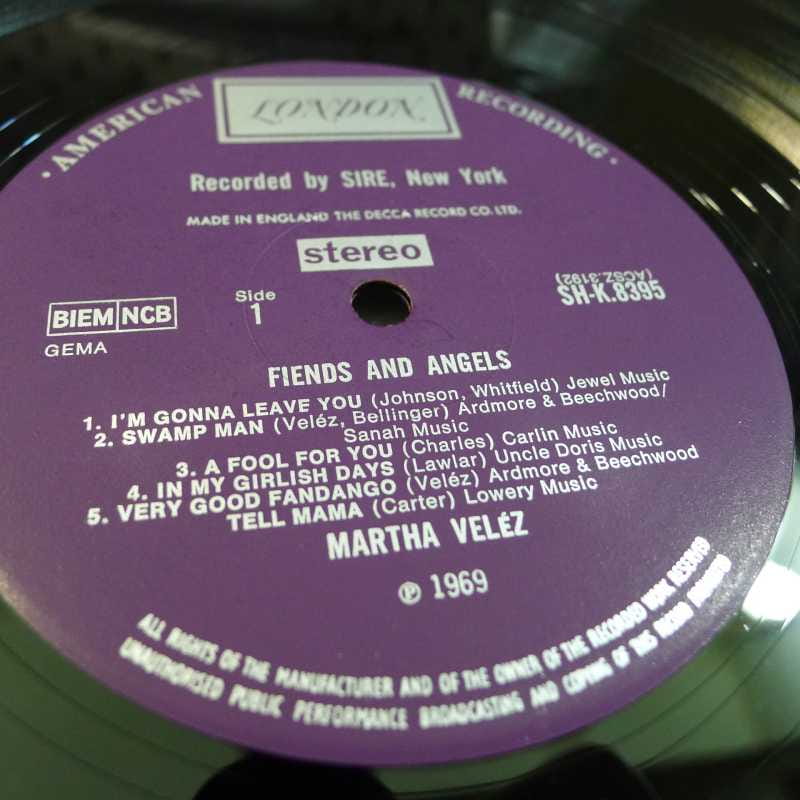 · AMERICAN RECORDING ·
LONDON
Recorded by SIRE, New York
MADE IN ENGLAND THE DECCA RECORD CO. LTD.
stereo
BIEM NCB
GEMA
Side
1
(ACSZ.3192)
SH-K.8395
FIENDS AND ANGELS
1. I'M GONNA LEAVE YOU (Johnson, Whitfield) Jewel Music
2. SWAMP MAN (Veléz, Bellinger) Ardmore & Beechwood/
Sanah Music
3. A FOOL FOR YOU (Charles) Carlin Music
4. IN MY GIRLISH DAYS (Lawlar) Uncle Doris Music
5. VERY GOOD FANDANGO (Veléz) Ardmore & Beechwood
TELL MAMA (Carter) Lowery Music
MARTHA VELÉZ
℗ 1969
ALL RIGHTS OF THE MANUFACTURER AND OF THE OWNER OF THE RECORDED WORK RESERVED
UNAUTHORISED PUBLIC PERFORMANCE BROADCASTING AND COPYING OF THIS RECORD PROHIBITED